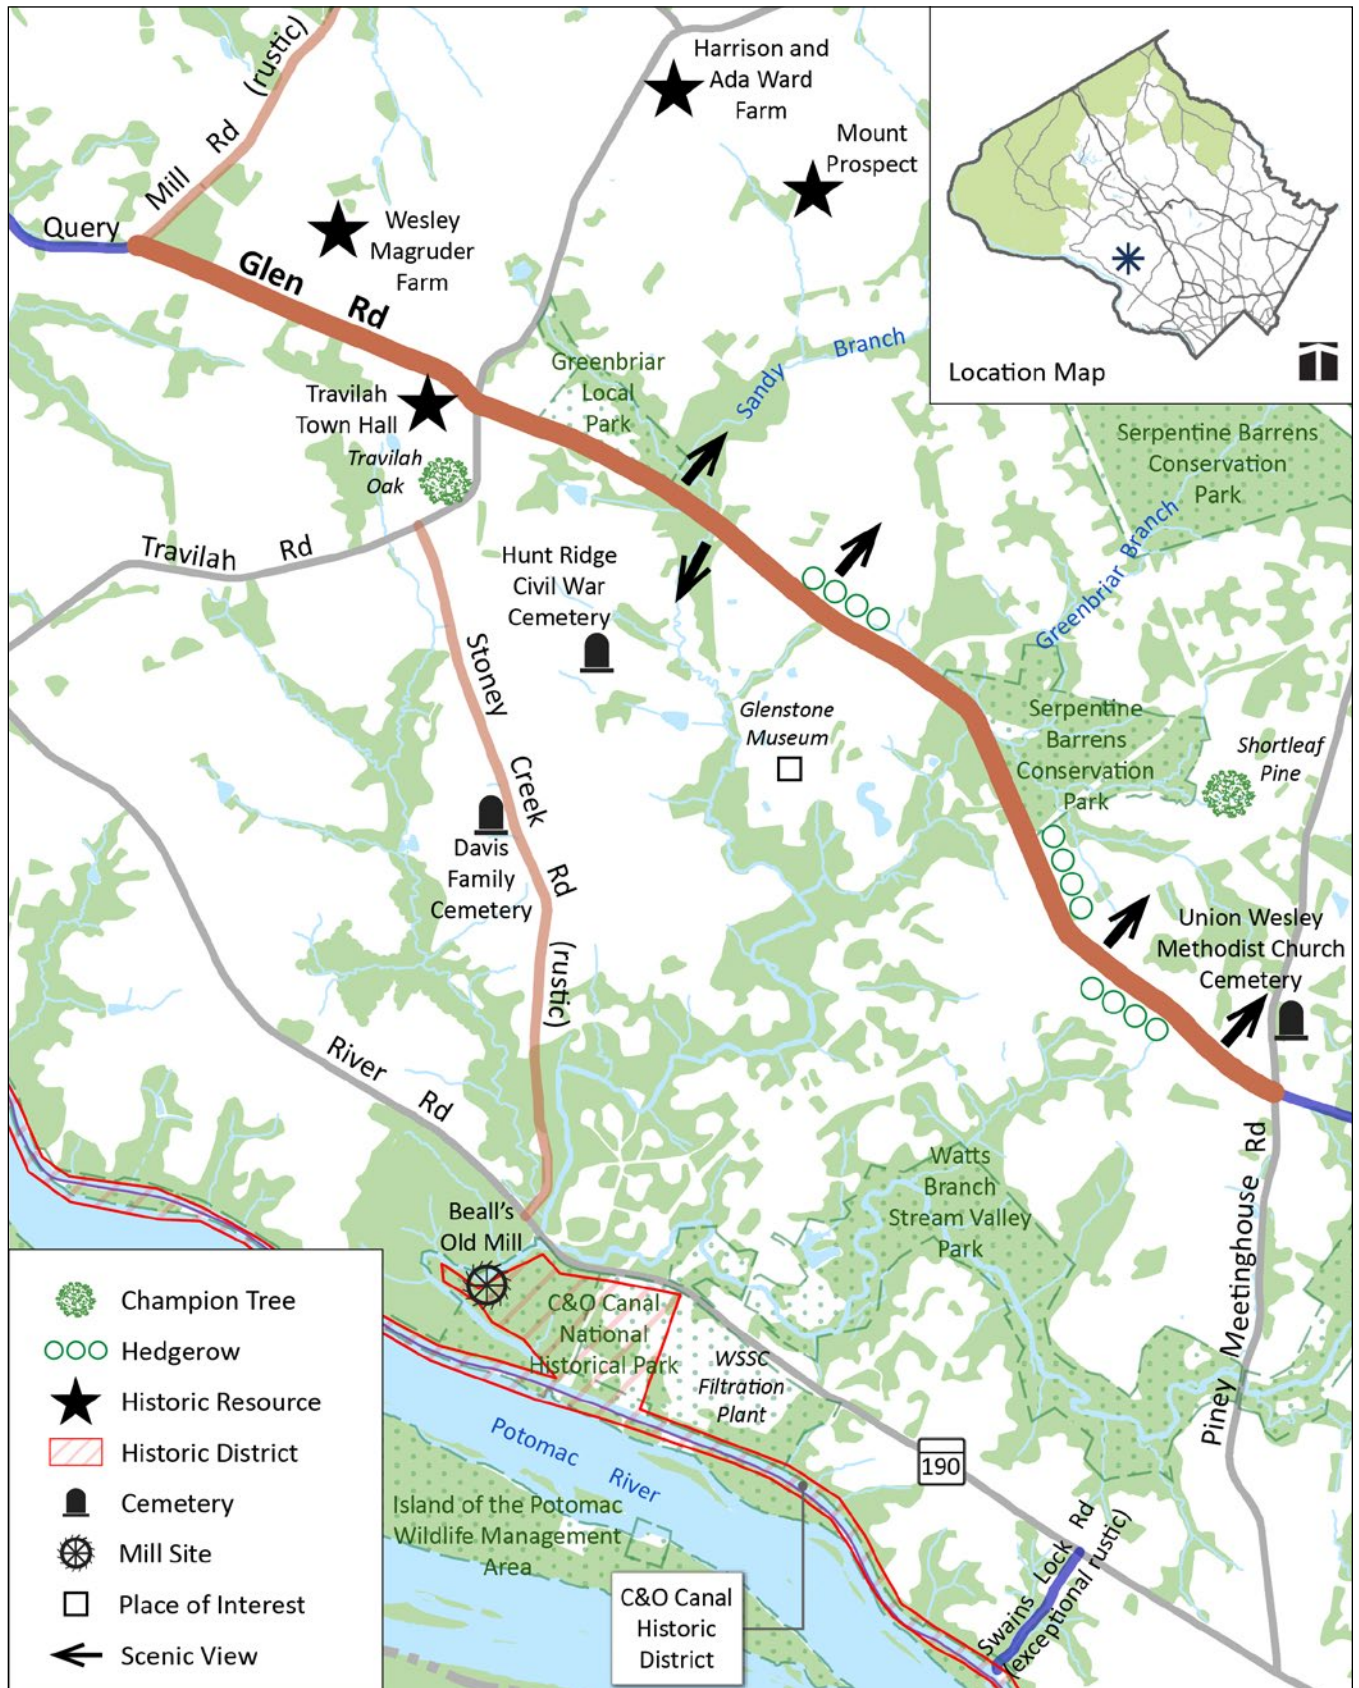 Harrison and
Ada Ward
Farm
Mount
Prospect
(rustic)
Query Mill Rd
Wesley
Magruder
Farm
Glen Rd
Location Map
Greenbriar
Local
Park
Sandy Branch
Travilah
Town Hall
Travilah
Oak
Serpentine Barrens
Conservation
Park
Greenbriar Branch
Travilah Rd
Hunt Ridge
Civil War
Cemetery
Stoney Creek Rd (rustic)
Glenstone
Museum
Serpentine
Barrens
Conservation
Park
Shortleaf
Pine
Davis
Family
Cemetery
Union Wesley
Methodist Church
Cemetery
River Rd
Watts
Branch
Stream Valley
Park
Piney Meetinghouse Rd
Beall's
Old Mill
C&O Canal
National
Historical Park
WSSC
Filtration
Plant
190
Potomac River
Island of the Potomac
Wildlife Management
Area
C&O Canal
Historic
District
Swains Lock Rd
(exceptional rustic)
Champion Tree
Hedgerow
Historic Resource
Historic District
Cemetery
Mill Site
Place of Interest
Scenic View